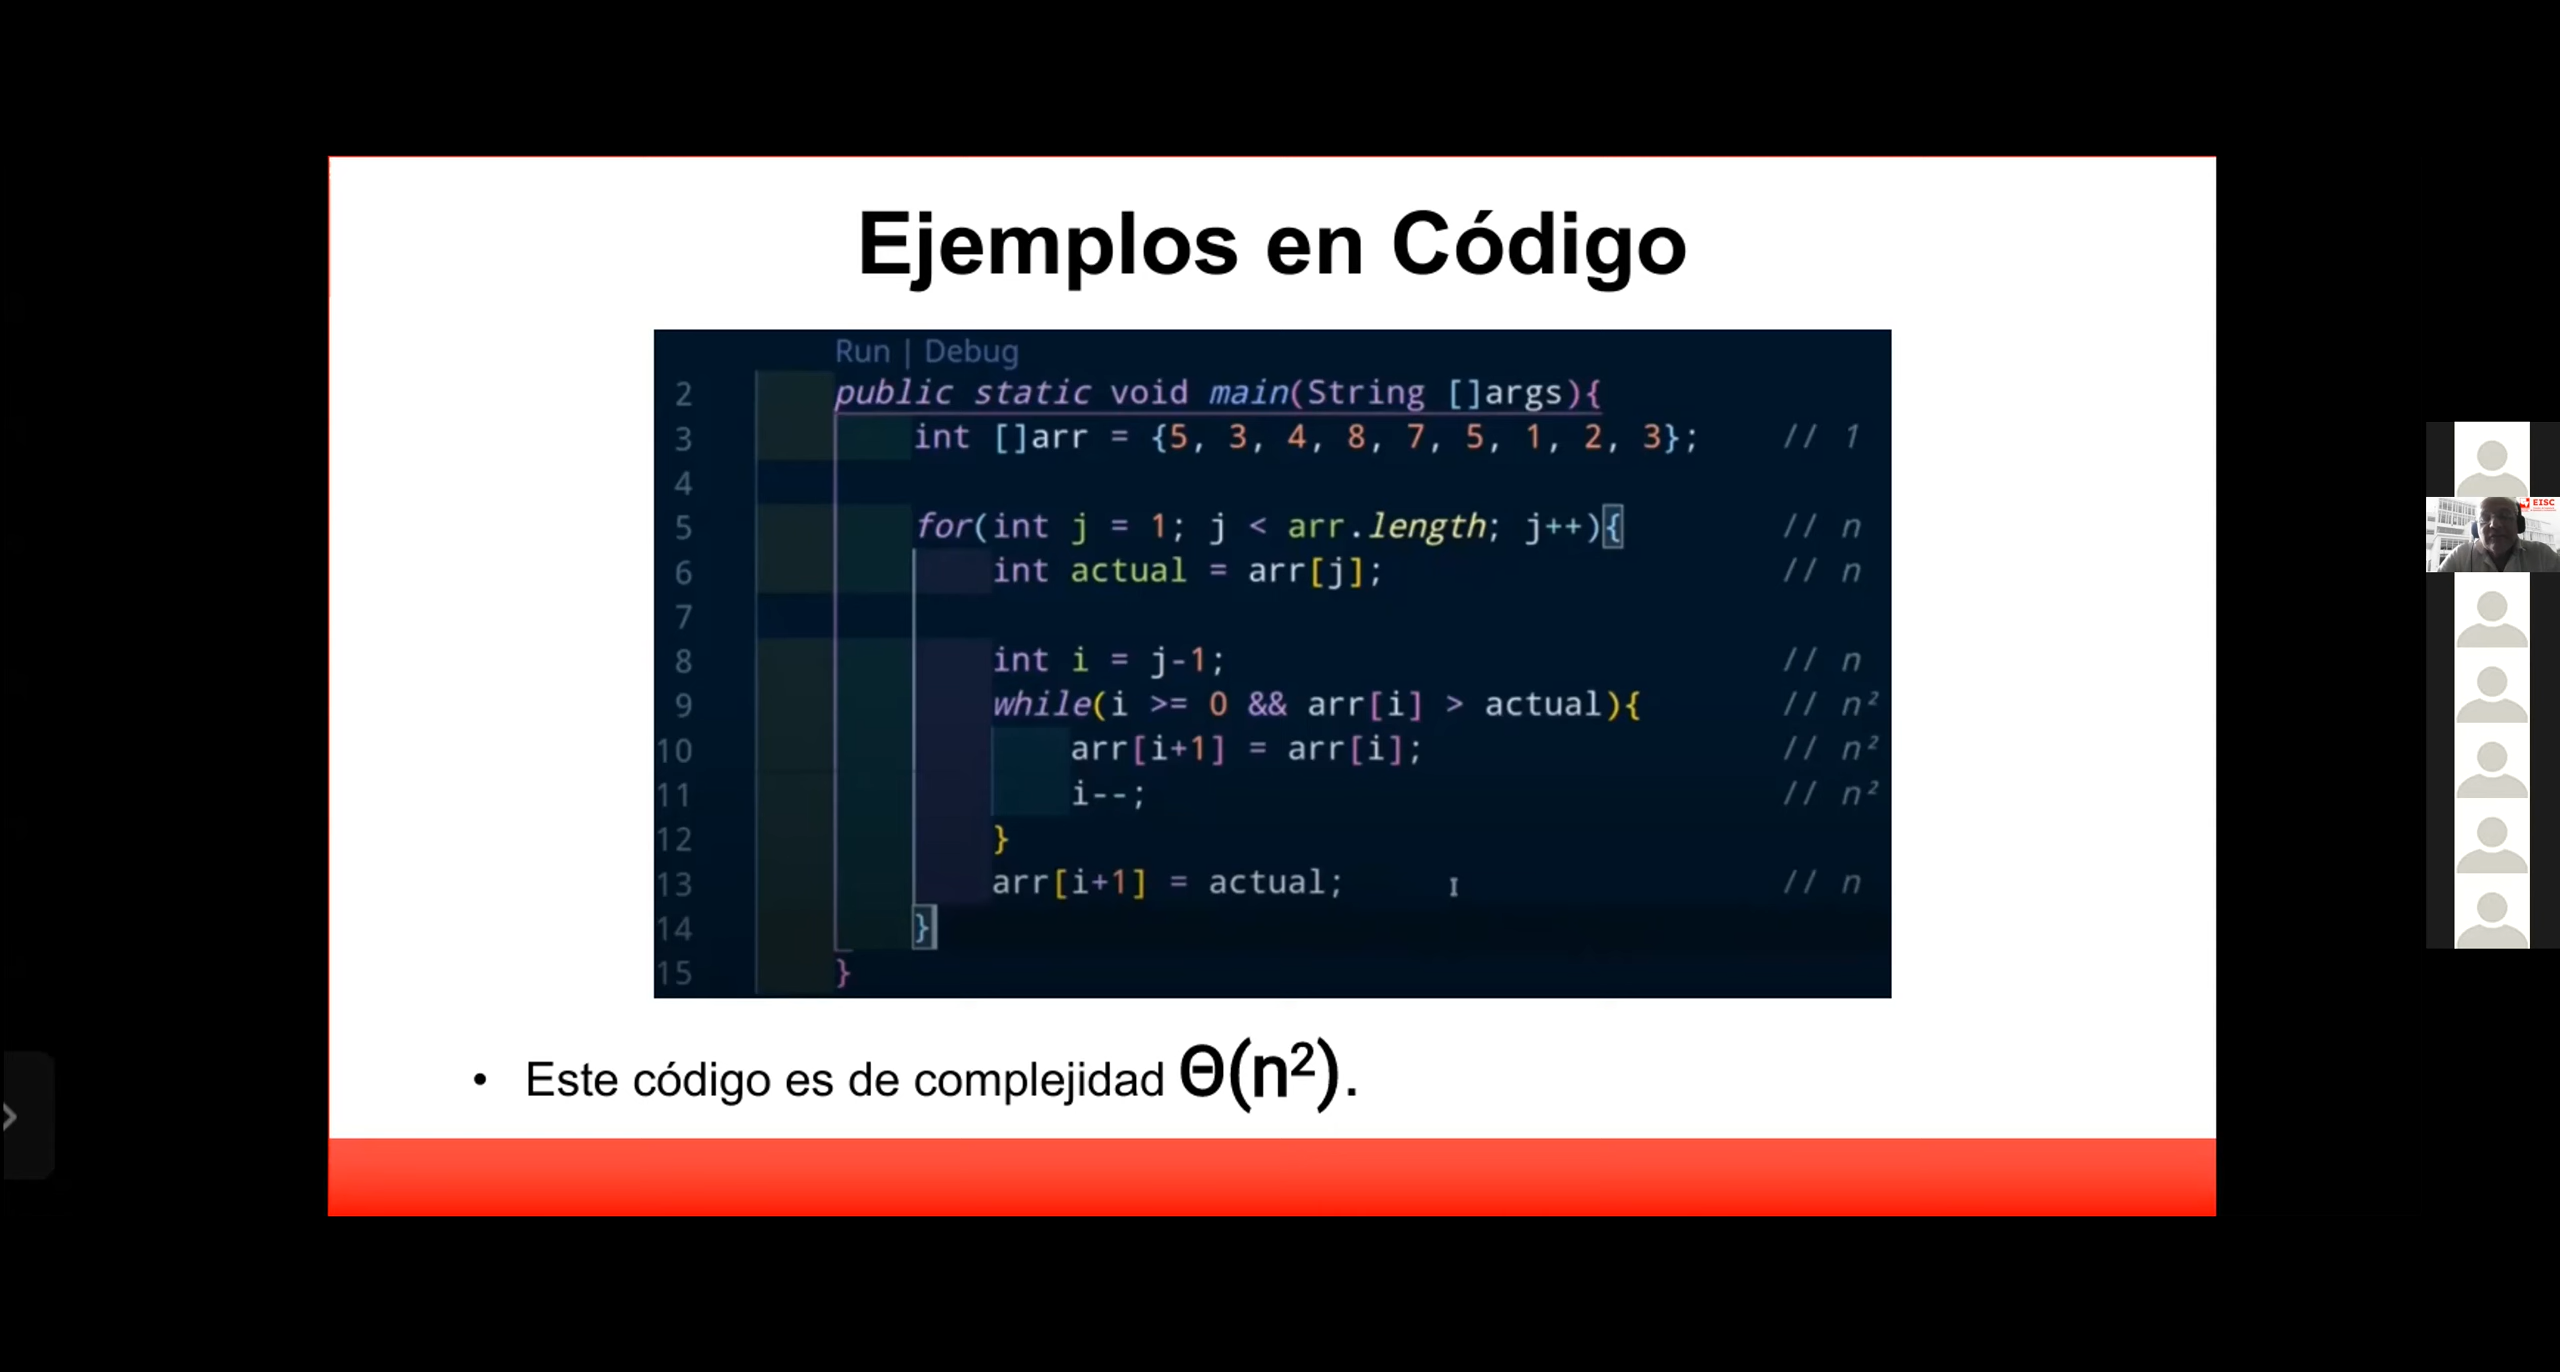 Ejemplos en Código
Run | Debug
2 public static void main(String []args){
3 int []arr = {5, 3, 4, 8, 7, 5, 1, 2, 3}; // 1
4
5 for(int j = 1; j < arr.length; j++){ // n
6 int actual = arr[j]; // n
7
8 int i = j-1; // n
9 while(i >= 0 && arr[i] > actual){ // n²
10 arr[i+1] = arr[i]; // n²
11 i--; // n²
12 }
13 arr[i+1] = actual; // n
14 }
15 }
• Este código es de complejidad Θ(n²).
EISC